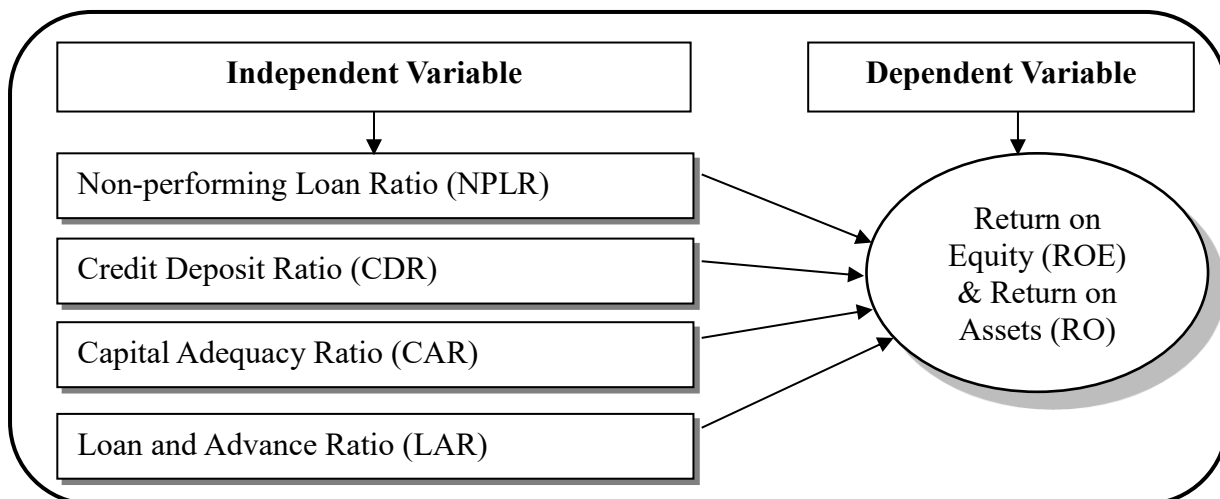 Independent Variable
Dependent Variable
Non-performing Loan Ratio (NPLR)
Credit Deposit Ratio (CDR)
Capital Adequacy Ratio (CAR)
Loan and Advance Ratio (LAR)
Return on
Equity (ROE)
& Return on
Assets (RO)